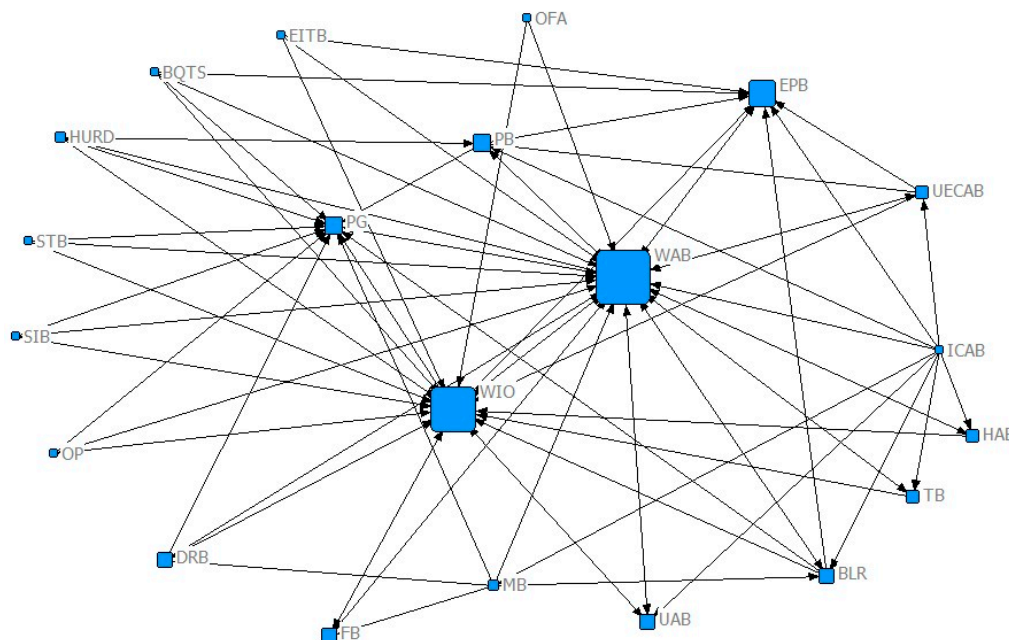 OFA
EITB
BQTS
EPB
HURD
PB
UECAB
PG
STB
WAB
SIB
ICAB
WIO
HAB
OP
TB
DRB
MB
BLR
UAB
FB